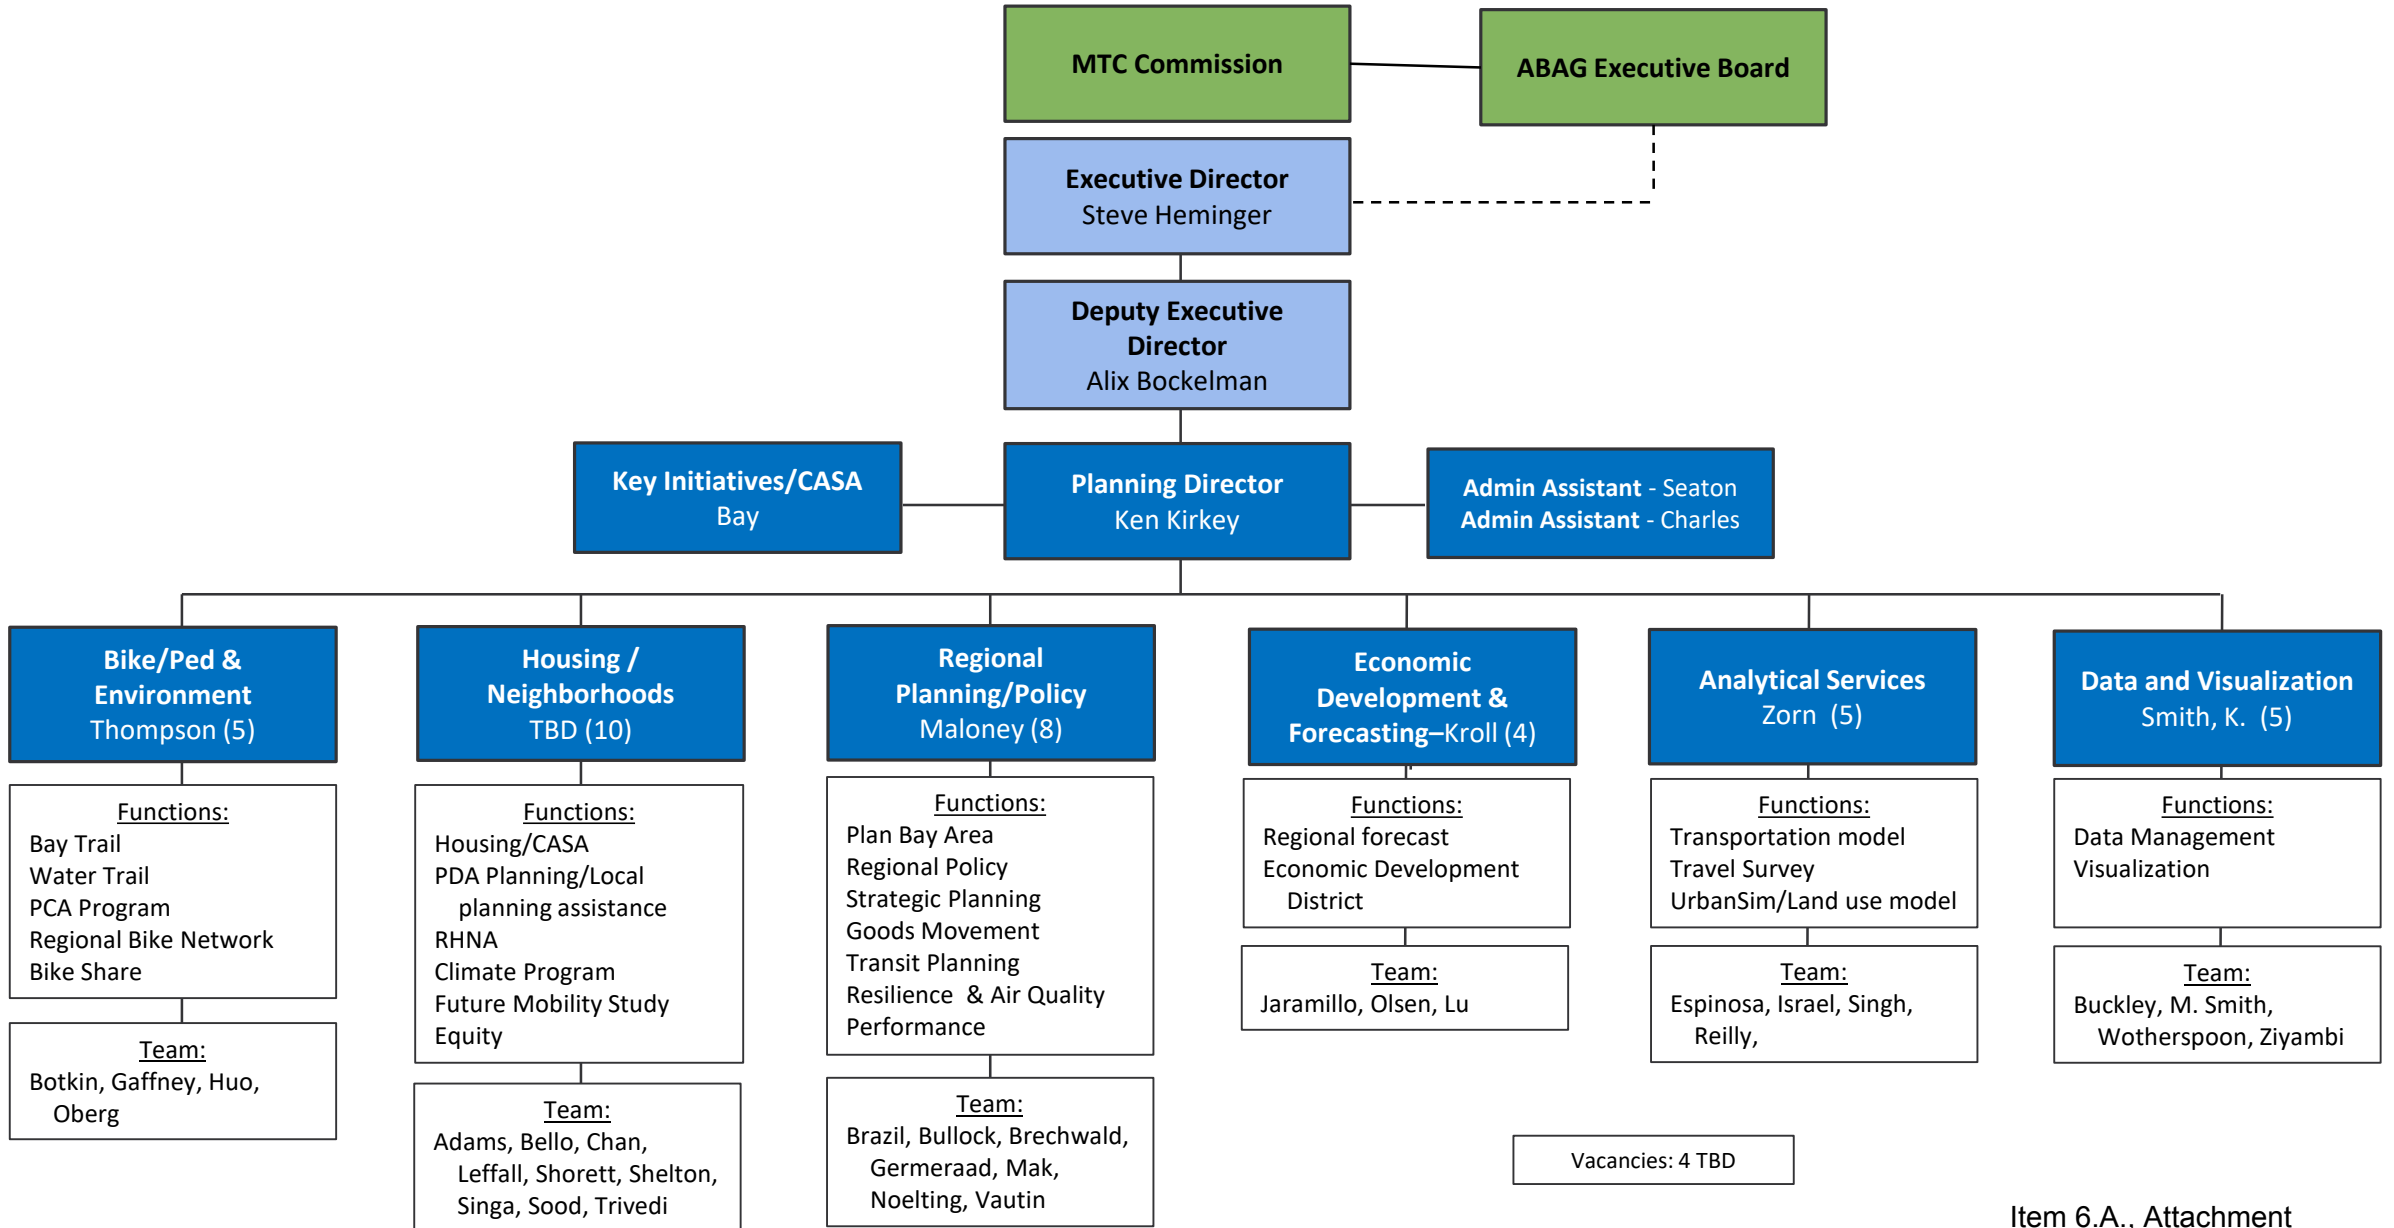 MTC Commission
ABAG Executive Board
Executive Director
Steve Heminger
Deputy Executive
Director
Alix Bockelman
Key Initiatives/CASA
Bay
Planning Director
Ken Kirkey
Admin Assistant - Seaton
Admin Assistant - Charles
Bike/Ped &
Environment
Thompson (5)
Housing /
Neighborhoods
TBD (10)
Regional
Planning/Policy
Maloney (8)
Economic
Development &
Forecasting–Kroll (4)
Analytical Services
Zorn (5)
Data and Visualization
Smith, K. (5)
Functions:
Bay Trail
Water Trail
PCA Program
Regional Bike Network
Bike Share
Functions:
Housing/CASA
PDA Planning/Local
planning assistance
RHNA
Climate Program
Future Mobility Study
Equity
Functions:
Plan Bay Area
Regional Policy
Strategic Planning
Goods Movement
Transit Planning
Resilience & Air Quality
Performance
Functions:
Regional forecast
Economic Development
District
Functions:
Transportation model
Travel Survey
UrbanSim/Land use model
Functions:
Data Management
Visualization
Team:
Botkin, Gaffney, Huo,
Oberg
Team:
Adams, Bello, Chan,
Leffall, Shorett, Shelton,
Singa, Sood, Trivedi
Team:
Brazil, Bullock, Brechwald,
Germeraad, Mak,
Noelting, Vautin
Team:
Jaramillo, Olsen, Lu
Team:
Espinosa, Israel, Singh,
Reilly,
Team:
Buckley, M. Smith,
Wotherspoon, Ziyambi
Vacancies: 4 TBD
Item 6.A., Attachment